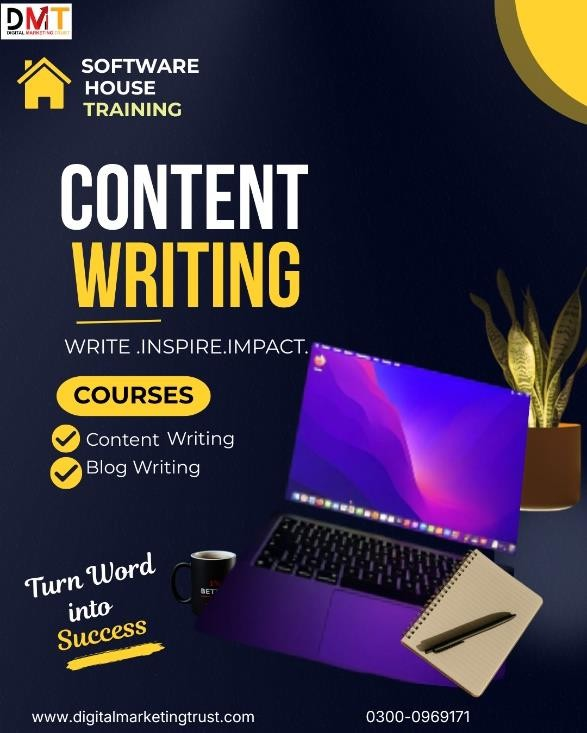 DMT
DIGITAL MARKETING TRUST
SOFTWARE
HOUSE
TRAINING
CONTENT
WRITING
WRITE .INSPIRE.IMPACT.
COURSES
Content Writing
Blog Writing
Turn Word
into
Success
www.digitalmarketingtrust.com
0300-0969171